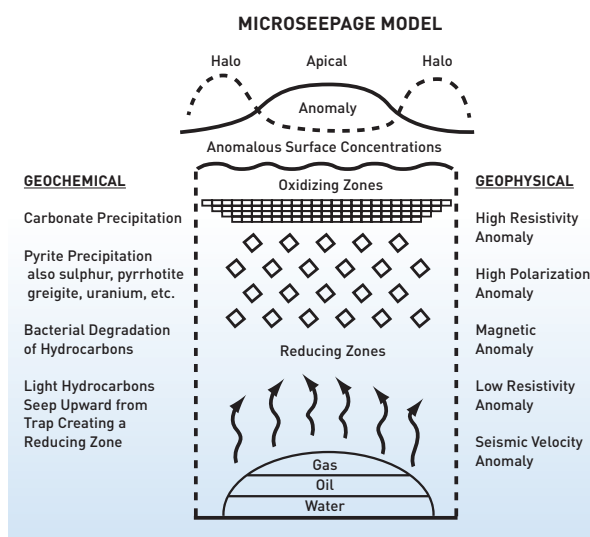 MICROSEEPAGE MODEL
Halo Apical Halo
Anomaly
Anomalous Surface Concentrations
GEOCHEMICAL
Carbonate Precipitation
Pyrite Precipitation
also sulphur, pyrrhotite
greigite, uranium, etc.
Bacterial Degradation
of Hydrocarbons
Light Hydrocarbons
Seep Upward from
Trap Creating a
Reducing Zone
Oxidizing Zones
Reducing Zones
Gas
Oil
Water
GEOPHYSICAL
High Resistivity
Anomaly
High Polarization
Anomaly
Magnetic
Anomaly
Low Resistivity
Anomaly
Seismic Velocity
Anomaly